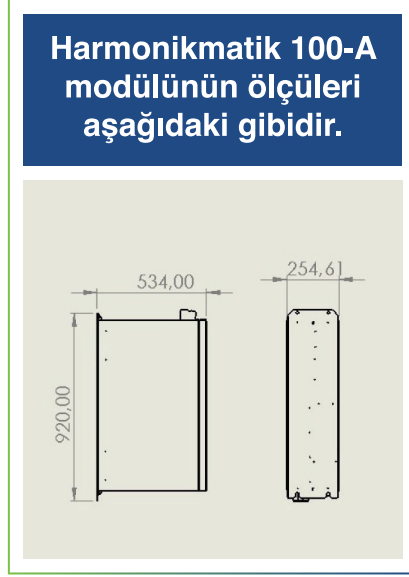 Harmonikmatik 100-A
modülünün ölçüleri
aşağıdaki gibidir.
534,00
254,61
920,00